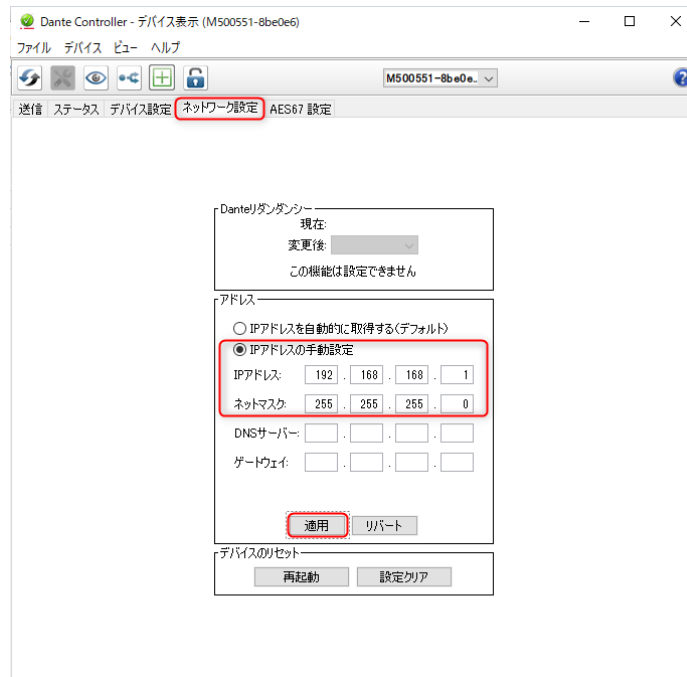 Dante Controller - デバイス表示 (M500551-8be0e6)
ファイル デバイス ビュー ヘルプ
M500551-8be0e..
送信 ステータス デバイス設定 ネットワーク設定 AES67 設定
Danteリダンダンシー
現在:
変更後:
この機能は設定できません
アドレス
IPアドレスを自動的に取得する(デフォルト)
IPアドレスの手動設定
IPアドレス: 192 . 168 . 168 . 1
ネットマスク: 255 . 255 . 255 . 0
DNSサーバー: . . .
ゲートウェイ: . . .
適用 リバート
デバイスのリセット
再起動 設定クリア